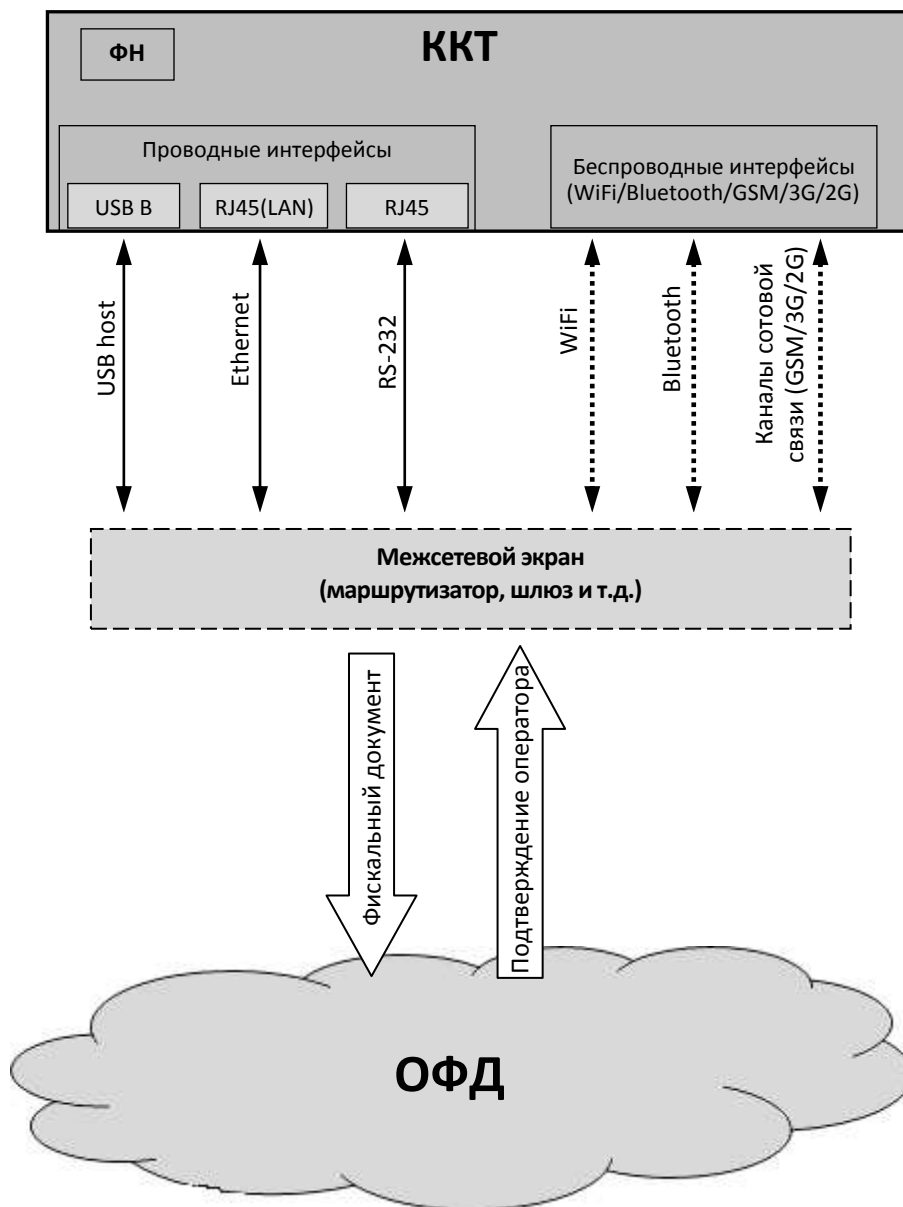 ФН
ККТ
Проводные интерфейсы
USB B
RJ45(LAN)
RJ45
Беспроводные интерфейсы
(WiFi/Bluetooth/GSM/3G/2G)
USB host
Ethernet
RS-232
WiFi
Bluetooth
Каналы сотовой
связи (GSM/3G/2G)
Межсетевой экран
(маршрутизатор, шлюз и т.д.)
Фискальный документ
Подтверждение оператора
ОФД